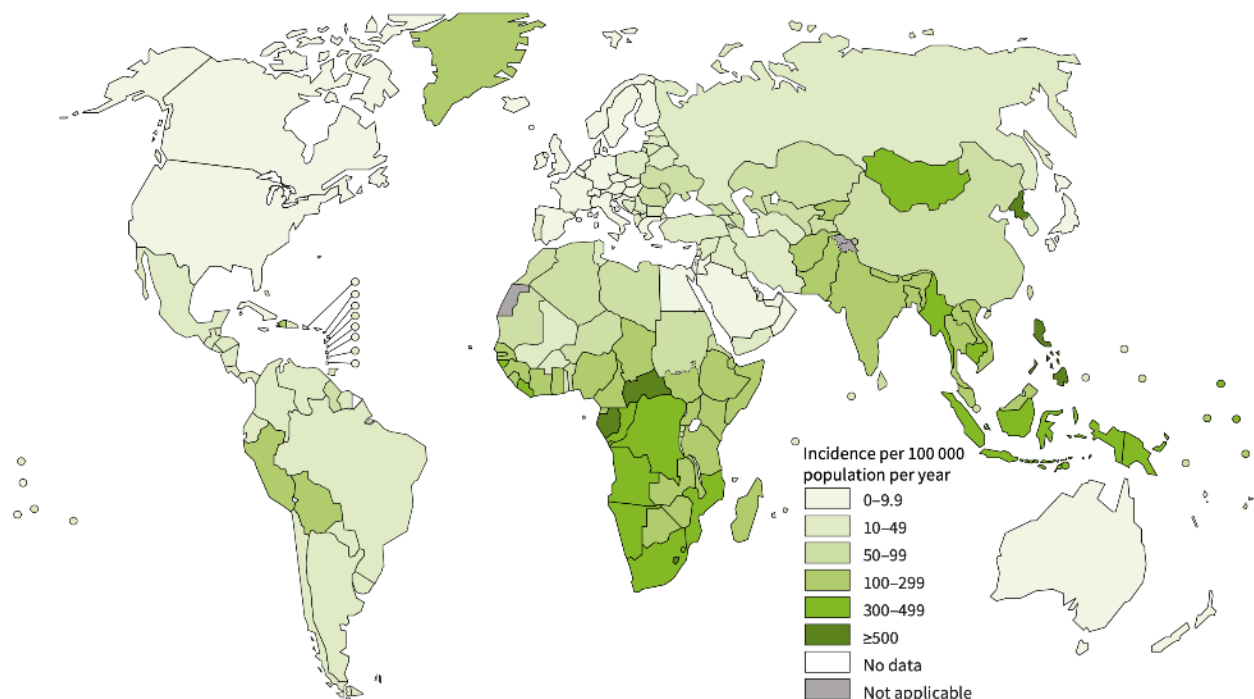 Incidence per 100 000
population per year
0–9.9
10–49
50–99
100–299
300–499
≥500
No data
Not applicable